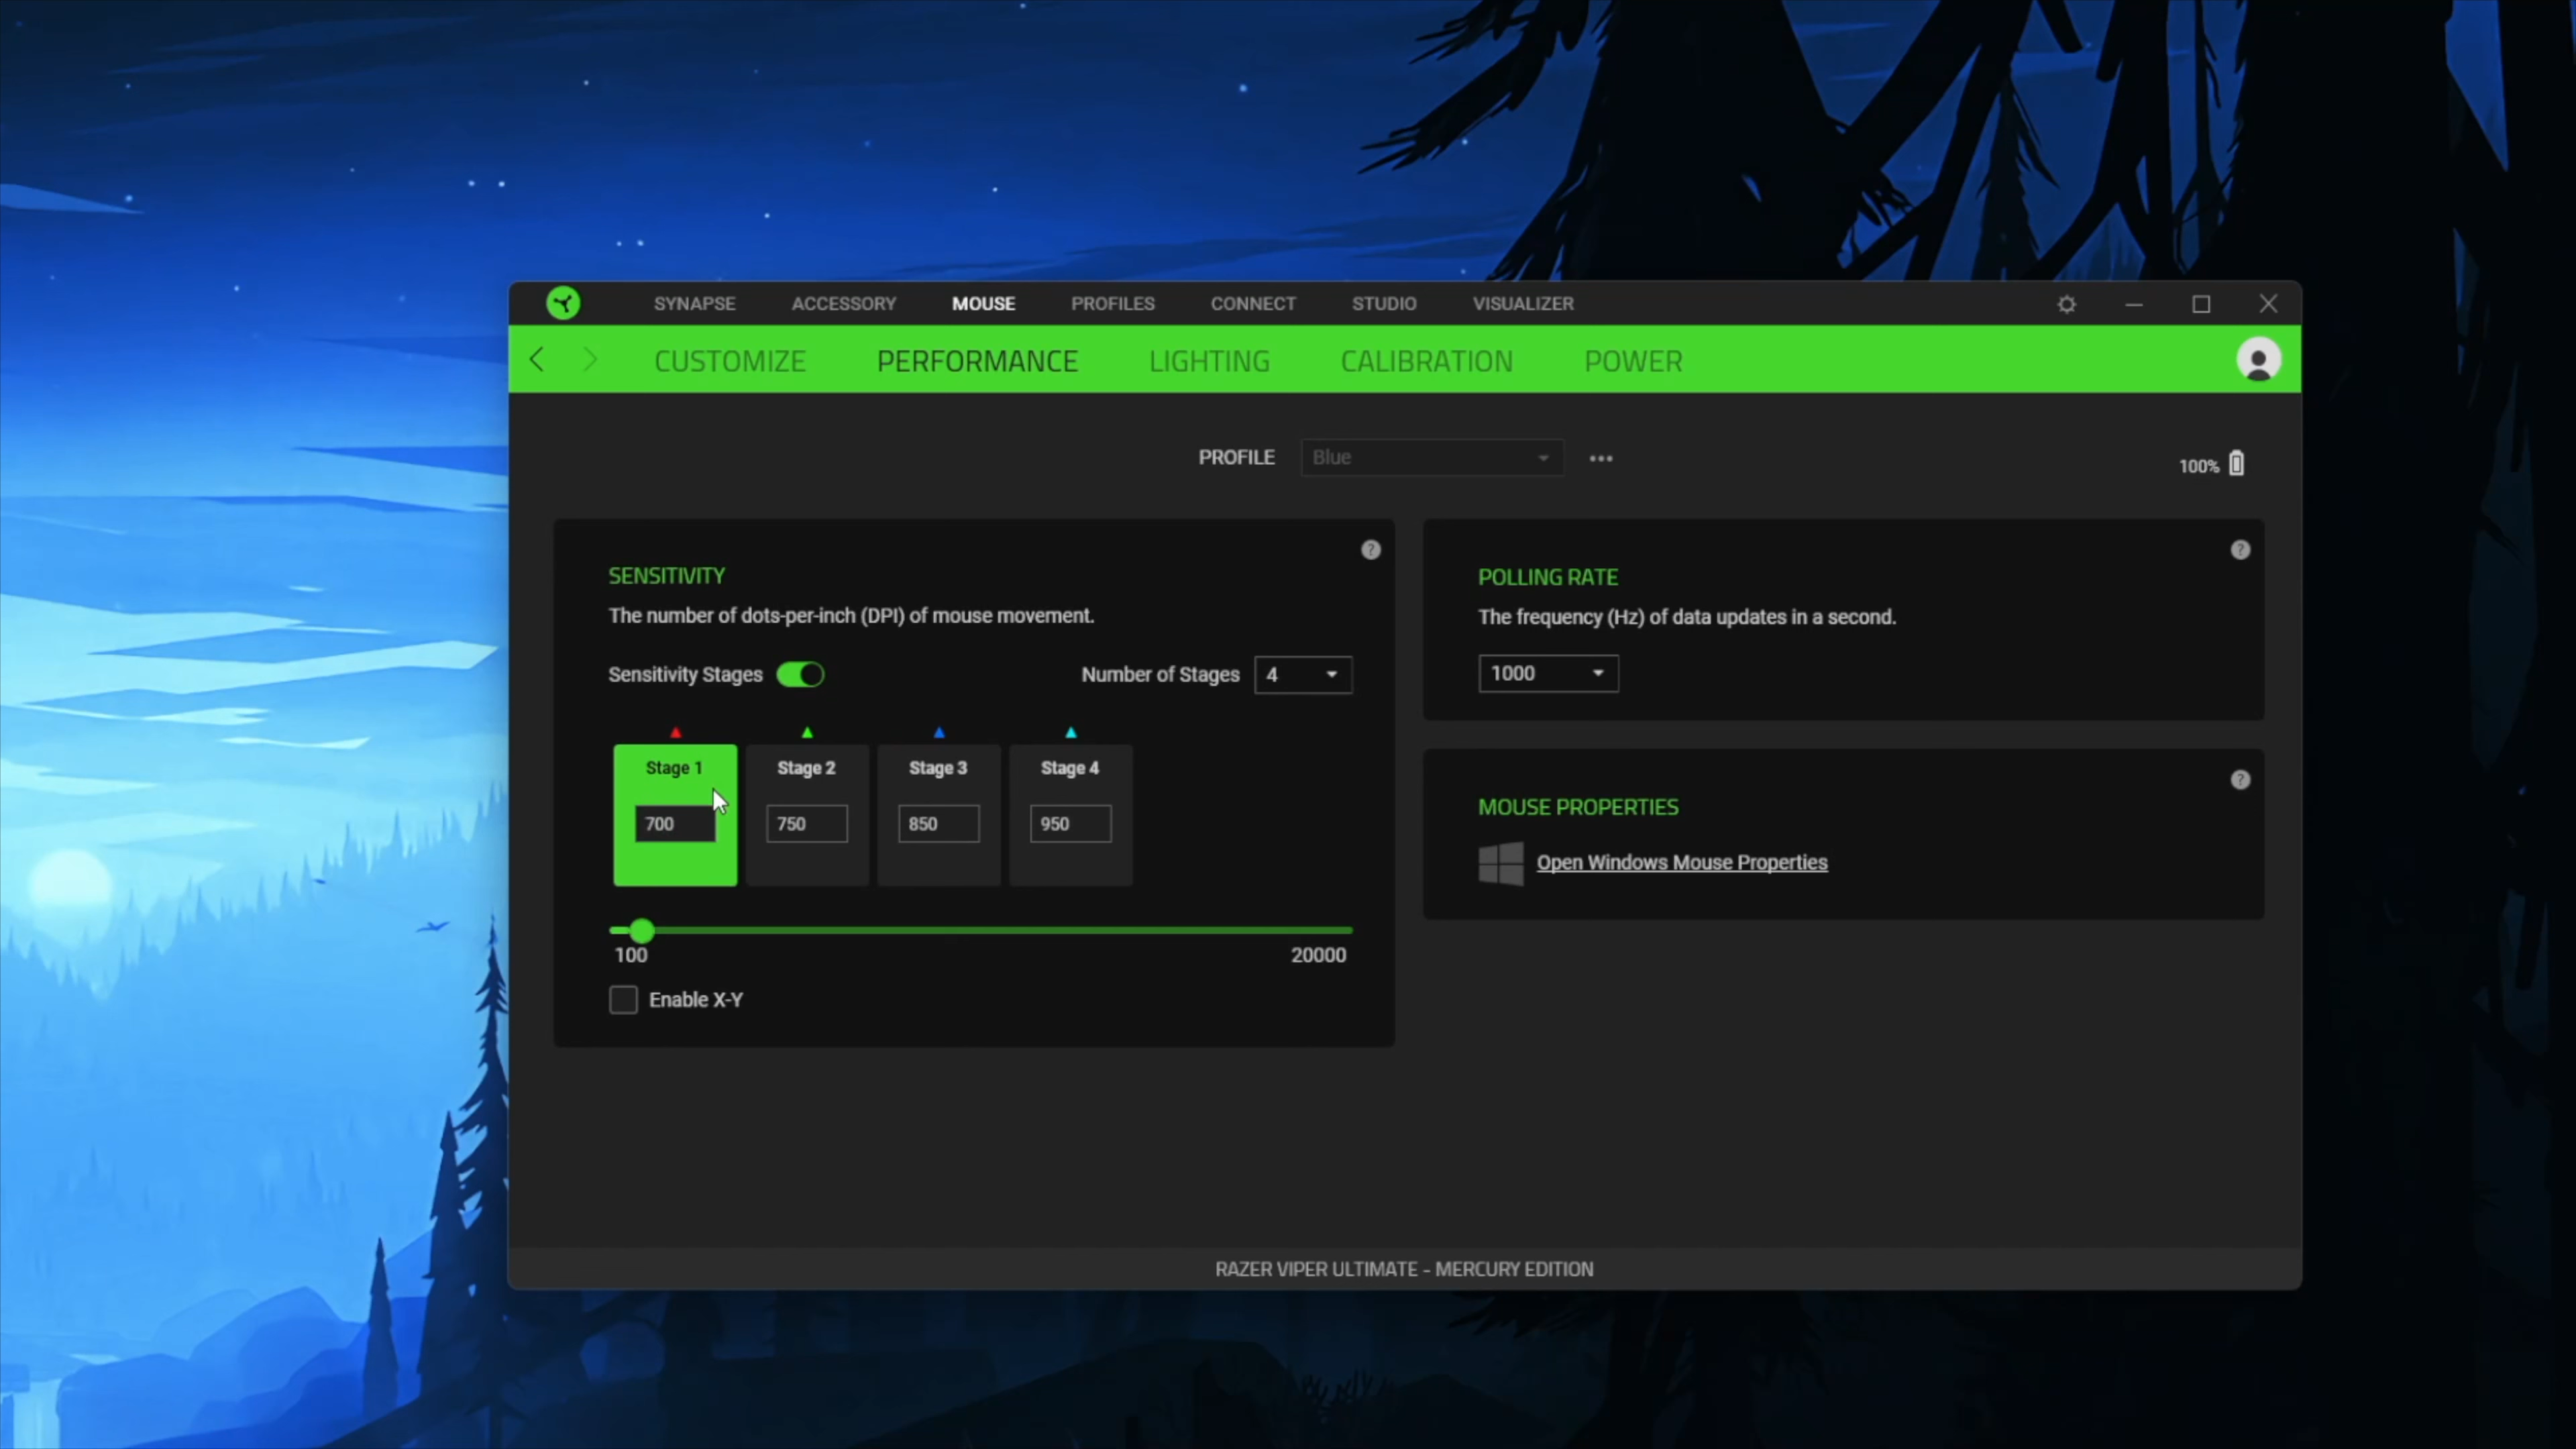 SYNAPSE ACCESSORY MOUSE PROFILES CONNECT STUDIO VISUALIZER
CUSTOMIZE PERFORMANCE LIGHTING CALIBRATION POWER
PROFILE Blue •••
100%
SENSITIVITY
The number of dots-per-inch (DPI) of mouse movement.
Sensitivity Stages Number of Stages 4
Stage 1 Stage 2 Stage 3 Stage 4
700 750 850 950
100 20000
Enable X-Y
POLLING RATE
The frequency (Hz) of data updates in a second.
1000
MOUSE PROPERTIES
Open Windows Mouse Properties
RAZER VIPER ULTIMATE - MERCURY EDITION